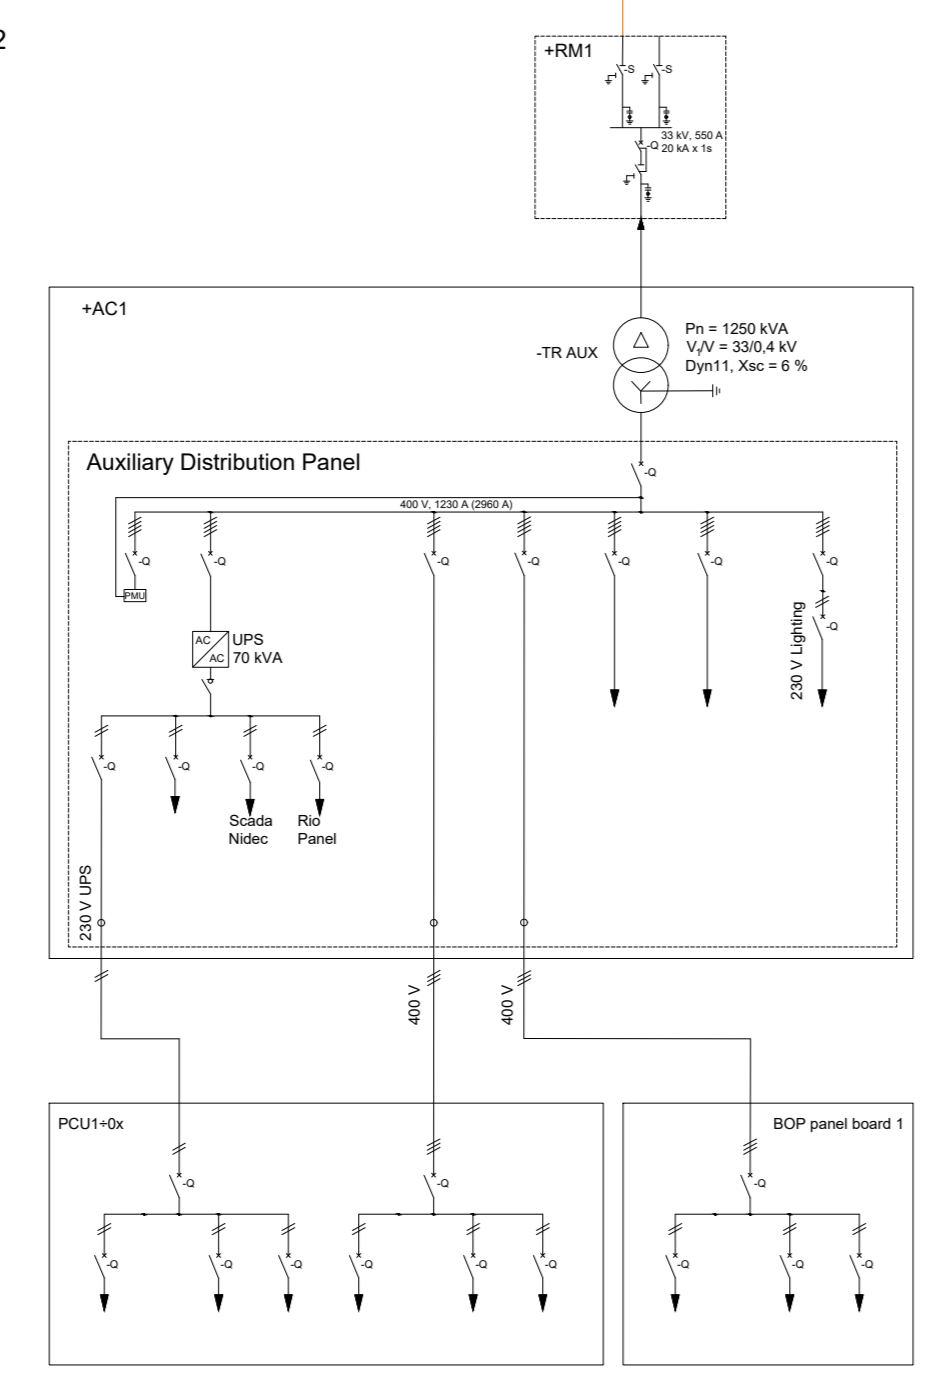 2
+RM1
-S
-S
33 kV, 550 A
-Q
20 kA x 1s
+AC1
-TR AUX
Pn = 1250 kVA
V₁/V = 33/0,4 kV
Dyn11, Xsc = 6 %
Auxiliary Distribution Panel
-Q
400 V, 1230 A (2960 A)
-Q
-Q
-Q
-Q
-Q
-Q
-Q
PMU
230 V Lighting
-Q
AC
AC
UPS
70 kVA
-Q
-Q
-Q
-Q
Scada
Nidec
Rio
Panel
230 V UPS
400 V
400 V
PCU1÷0x
BOP panel board 1
-Q
-Q
-Q
-Q
-Q
-Q
-Q
-Q
-Q
-Q
-Q
-Q